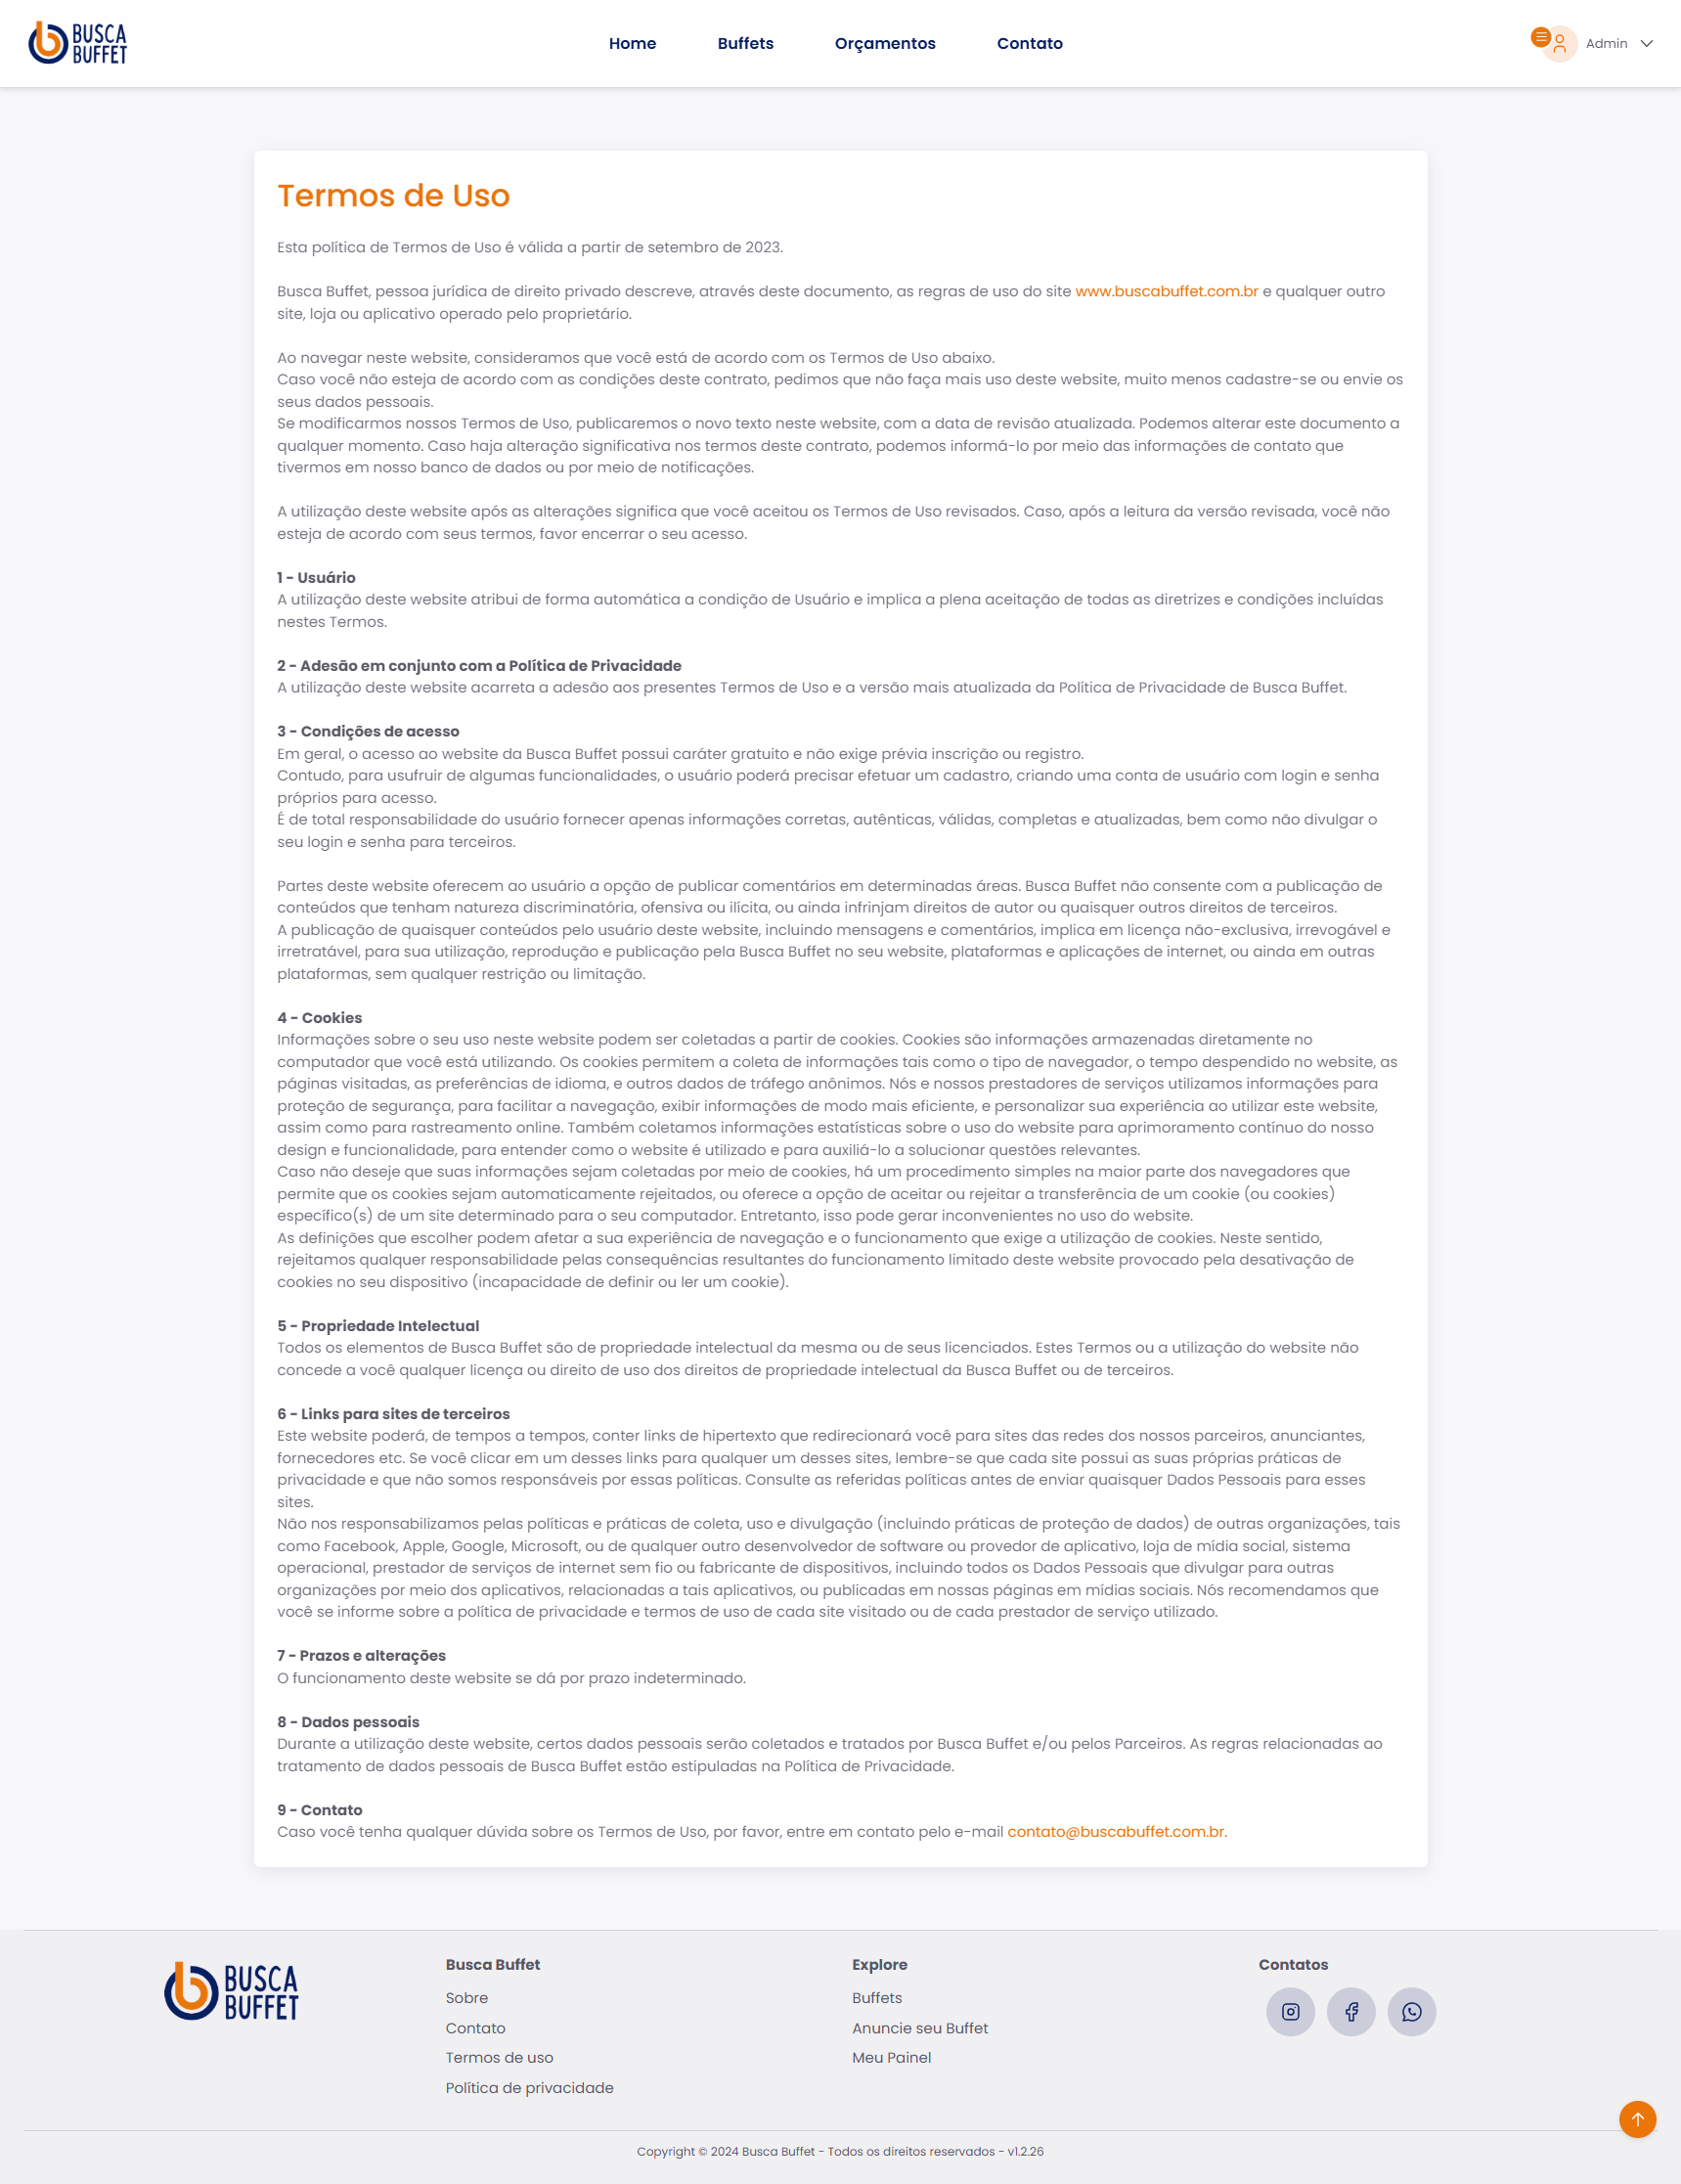 BUSCA
BUFFET
Home
Buffets
Orçamentos
Contato
Admin
Termos de Uso
Esta política de Termos de Uso é válida a partir de setembro de 2023.
Busca Buffet, pessoa jurídica de direito privado descreve, através deste documento, as regras de uso do site www.buscabuffet.com.br e qualquer outro
site, loja ou aplicativo operado pelo proprietário.
Ao navegar neste website, consideramos que você está de acordo com os Termos de Uso abaixo.
Caso você não esteja de acordo com as condições deste contrato, pedimos que não faça mais uso deste website, muito menos cadastre-se ou envie os
seus dados pessoais.
Se modificarmos nossos Termos de Uso, publicaremos o novo texto neste website, com a data de revisão atualizada. Podemos alterar este documento a
qualquer momento. Caso haja alteração significativa nos termos deste contrato, podemos informá-lo por meio das informações de contato que
tivermos em nosso banco de dados ou por meio de notificações.
A utilização deste website após as alterações significa que você aceitou os Termos de Uso revisados. Caso, após a leitura da versão revisada, você não
esteja de acordo com seus termos, favor encerrar o seu acesso.
1 - Usuário
A utilização deste website atribui de forma automática a condição de Usuário e implica a plena aceitação de todas as diretrizes e condições incluídas
nestes Termos.
2 - Adesão em conjunto com a Política de Privacidade
A utilização deste website acarreta a adesão aos presentes Termos de Uso e a versão mais atualizada da Política de Privacidade de Busca Buffet.
3 - Condições de acesso
Em geral, o acesso ao website da Busca Buffet possui caráter gratuito e não exige prévia inscrição ou registro.
Contudo, para usufruir de algumas funcionalidades, o usuário poderá precisar efetuar um cadastro, criando uma conta de usuário com login e senha
próprios para acesso.
É de total responsabilidade do usuário fornecer apenas informações corretas, autênticas, válidas, completas e atualizadas, bem como não divulgar o
seu login e senha para terceiros.
Partes deste website oferecem ao usuário a opção de publicar comentários em determinadas áreas. Busca Buffet não consente com a publicação de
conteúdos que tenham natureza discriminatória, ofensiva ou ilícita, ou ainda infrinjam direitos de autor ou quaisquer outros direitos de terceiros.
A publicação de quaisquer conteúdos pelo usuário deste website, incluindo mensagens e comentários, implica em licença não-exclusiva, irrevogável e
irretratável, para sua utilização, reprodução e publicação pela Busca Buffet no seu website, plataformas e aplicações de internet, ou ainda em outras
plataformas, sem qualquer restrição ou limitação.
4 - Cookies
Informações sobre o seu uso neste website podem ser coletadas a partir de cookies. Cookies são informações armazenadas diretamente no
computador que você está utilizando. Os cookies permitem a coleta de informações tais como o tipo de navegador, o tempo despendido no website, as
páginas visitadas, as preferências de idioma, e outros dados de tráfego anônimos. Nós e nossos prestadores de serviços utilizamos informações para
proteção de segurança, para facilitar a navegação, exibir informações de modo mais eficiente, e personalizar sua experiência ao utilizar este website,
assim como para rastreamento online. Também coletamos informações estatísticas sobre o uso do website para aprimoramento contínuo do nosso
design e funcionalidade, para entender como o website é utilizado e para auxiliá-lo a solucionar questões relevantes.
Caso não deseje que suas informações sejam coletadas por meio de cookies, há um procedimento simples na maior parte dos navegadores que
permite que os cookies sejam automaticamente rejeitados, ou oferece a opção de aceitar ou rejeitar a transferência de um cookie (ou cookies)
específico(s) de um site determinado para o seu computador. Entretanto, isso pode gerar inconvenientes no uso do website.
As definições que escolher podem afetar a sua experiência de navegação e o funcionamento que exige a utilização de cookies. Neste sentido,
rejeitamos qualquer responsabilidade pelas consequências resultantes do funcionamento limitado deste website provocado pela desativação de
cookies no seu dispositivo (incapacidade de definir ou ler um cookie).
5 - Propriedade Intelectual
Todos os elementos de Busca Buffet são de propriedade intelectual da mesma ou de seus licenciados. Estes Termos ou a utilização do website não
concede a você qualquer licença ou direito de uso dos direitos de propriedade intelectual da Busca Buffet ou de terceiros.
6 - Links para sites de terceiros
Este website poderá, de tempos a tempos, conter links de hipertexto que redirecionará você para sites das redes dos nossos parceiros, anunciantes,
fornecedores etc. Se você clicar em um desses links para qualquer um desses sites, lembre-se que cada site possui as suas próprias práticas de
privacidade e que não somos responsáveis por essas políticas. Consulte as referidas políticas antes de enviar quaisquer Dados Pessoais para esses
sites.
Não nos responsabilizamos pelas políticas e práticas de coleta, uso e divulgação (incluindo práticas de proteção de dados) de outras organizações, tais
como Facebook, Apple, Google, Microsoft, ou de qualquer outro desenvolvedor de software ou provedor de aplicativo, loja de mídia social, sistema
operacional, prestador de serviços de internet sem fio ou fabricante de dispositivos, incluindo todos os Dados Pessoais que divulgar para outras
organizações por meio dos aplicativos, relacionadas a tais aplicativos, ou publicadas em nossas páginas em mídias sociais. Nós recomendamos que
você se informe sobre a política de privacidade e termos de uso de cada site visitado ou de cada prestador de serviço utilizado.
7 - Prazos e alterações
O funcionamento deste website se dá por prazo indeterminado.
8 - Dados pessoais
Durante a utilização deste website, certos dados pessoais serão coletados e tratados por Busca Buffet e/ou pelos Parceiros. As regras relacionadas ao
tratamento de dados pessoais de Busca Buffet estão estipuladas na Política de Privacidade.
9 - Contato
Caso você tenha qualquer dúvida sobre os Termos de Uso, por favor, entre em contato pelo e-mail contato@buscabuffet.com.br.
BUSCA
BUFFET
Busca Buffet
Sobre
Contato
Termos de uso
Política de privacidade
Explore
Buffets
Anuncie seu Buffet
Meu Painel
Contatos
Copyright © 2024 Busca Buffet - Todos os direitos reservados - v1.2.26